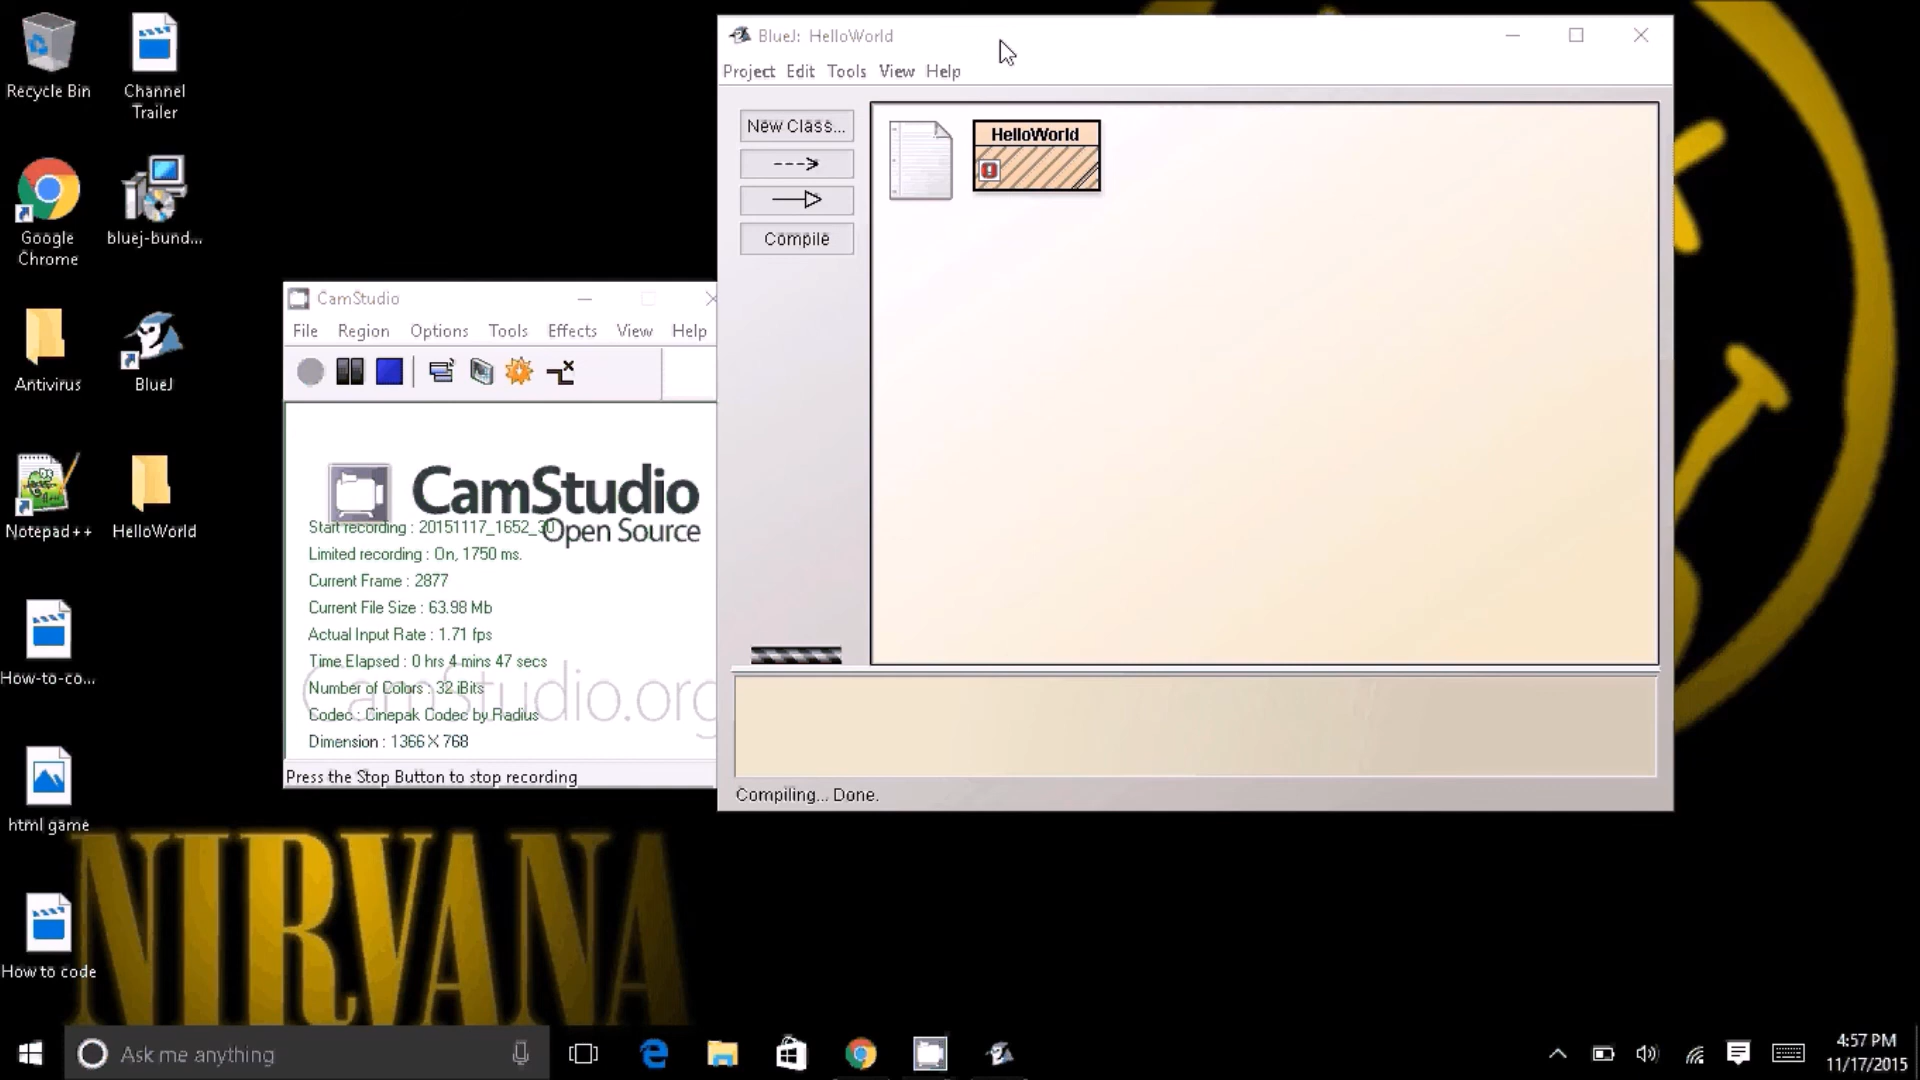 Recycle Bin
Channel
Trailer
Google
Chrome
bluej-bund...
Antivirus
BlueJ
Notepad++
HelloWorld
How-to-co...
html game
How to code
BlueJ: HelloWorld
Project Edit Tools View Help
New Class...
Compile
HelloWorld
Compiling... Done.
CamStudio
File Region Options Tools Effects View Help
CamStudio
Open Source
Start recording : 20151117_1652_30
Limited recording : On, 1750 ms.
Current Frame : 2877
Current File Size : 63.98 Mb
Actual Input Rate : 1.71 fps
Time Elapsed : 0 hrs 4 mins 47 secs
Number of Colors : 32 iBits
Codec : Cinepak Codec by Radius
Dimension : 1366 X 768
CamStudio.org
Press the Stop Button to stop recording
NIRVANA
Ask me anything
4:57 PM
11/17/2015